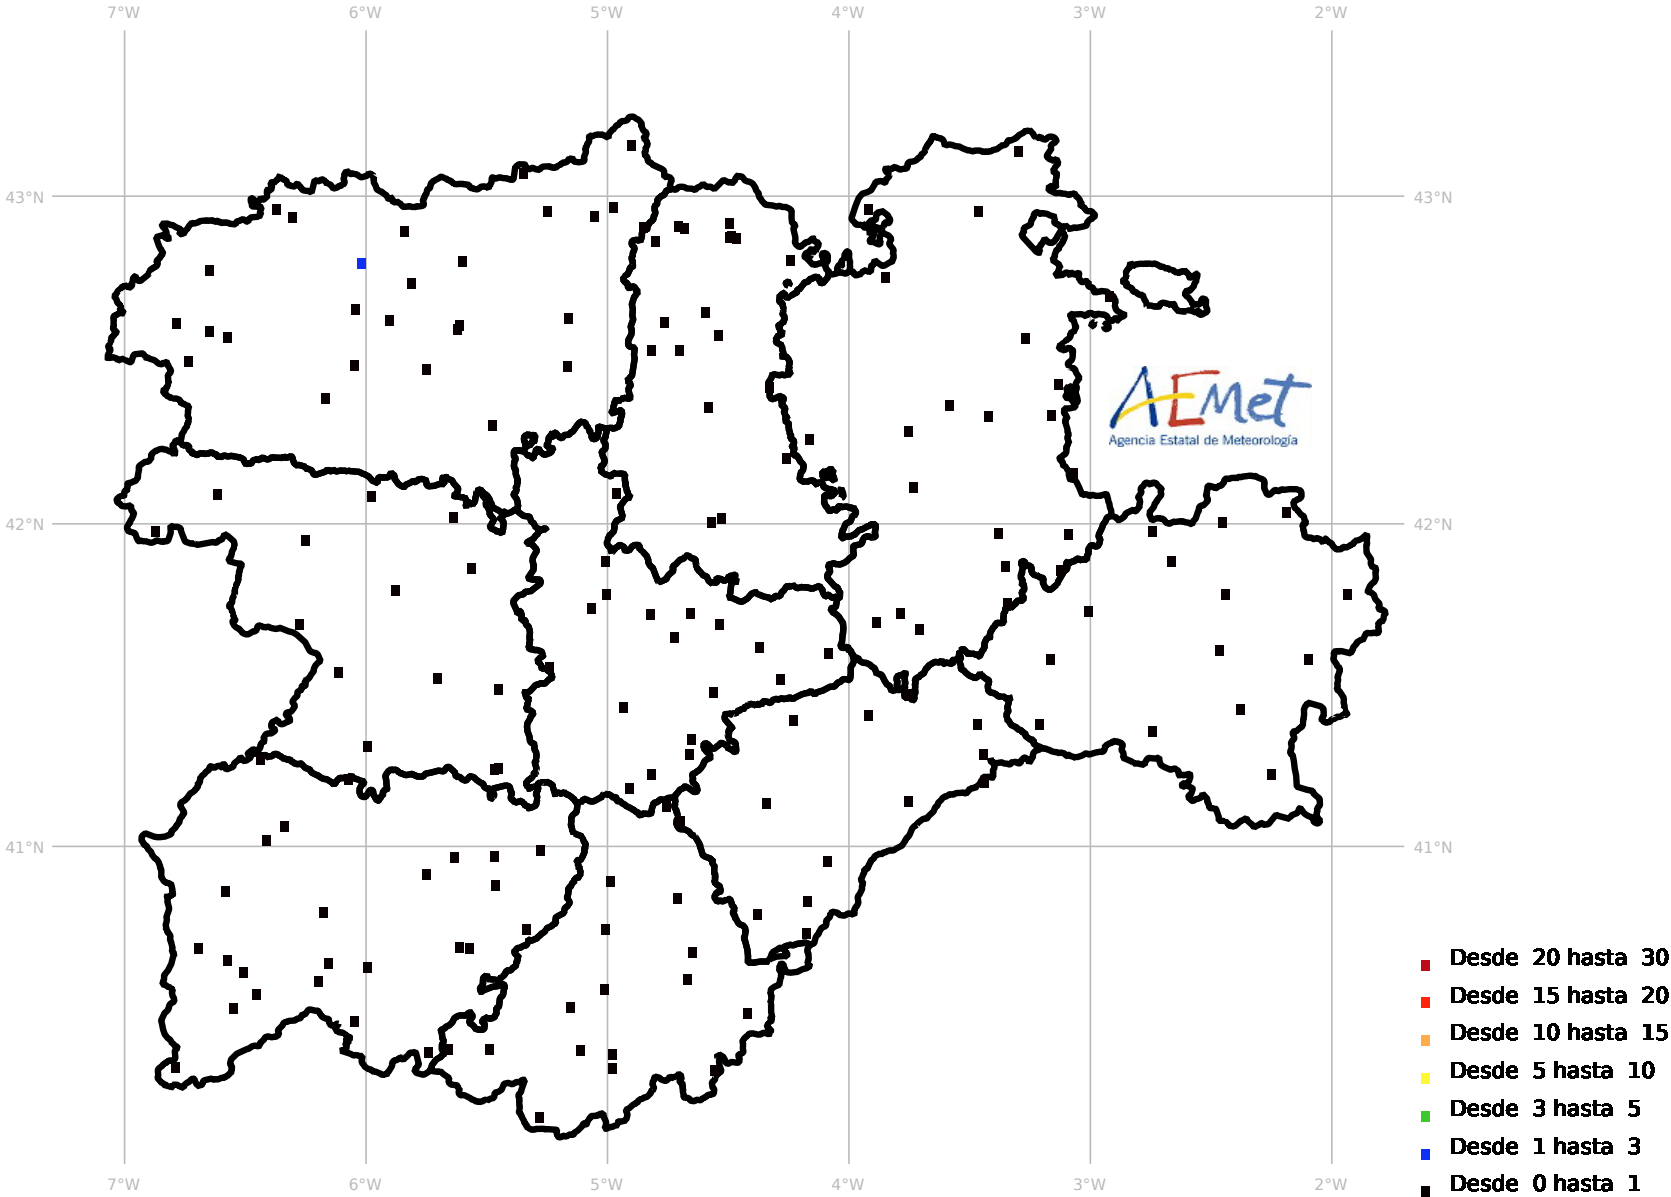 7°W 6°W 5°W 4°W 3°W 2°W
43°N 43°N
AEMet
Agencia Estatal de Meteorología
42°N 42°N
41°N 41°N
Desde 20 hasta 30
Desde 15 hasta 20
Desde 10 hasta 15
Desde 5 hasta 10
Desde 3 hasta 5
Desde 1 hasta 3
Desde 0 hasta 1
7°W 6°W 5°W 4°W 3°W 2°W